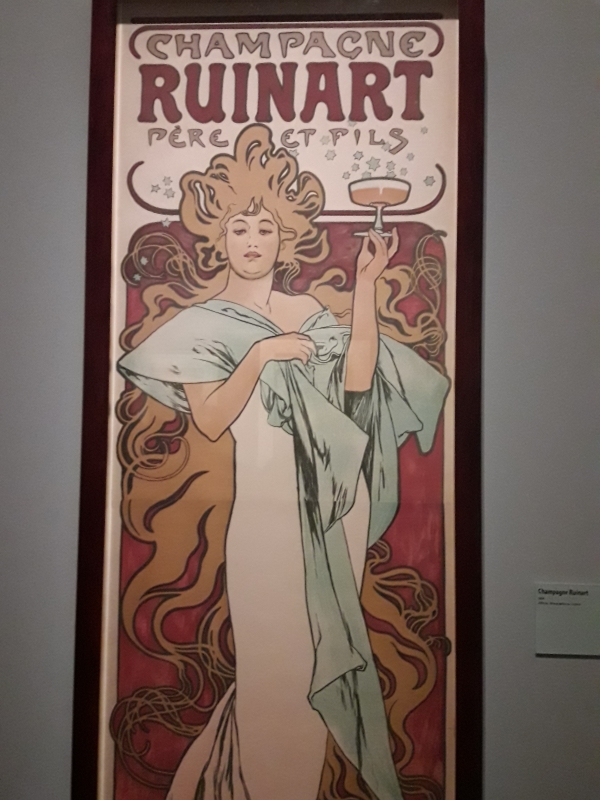 CHAMPAGNE
RUINART
PÈRE ET FILS
Champagne Ruinart